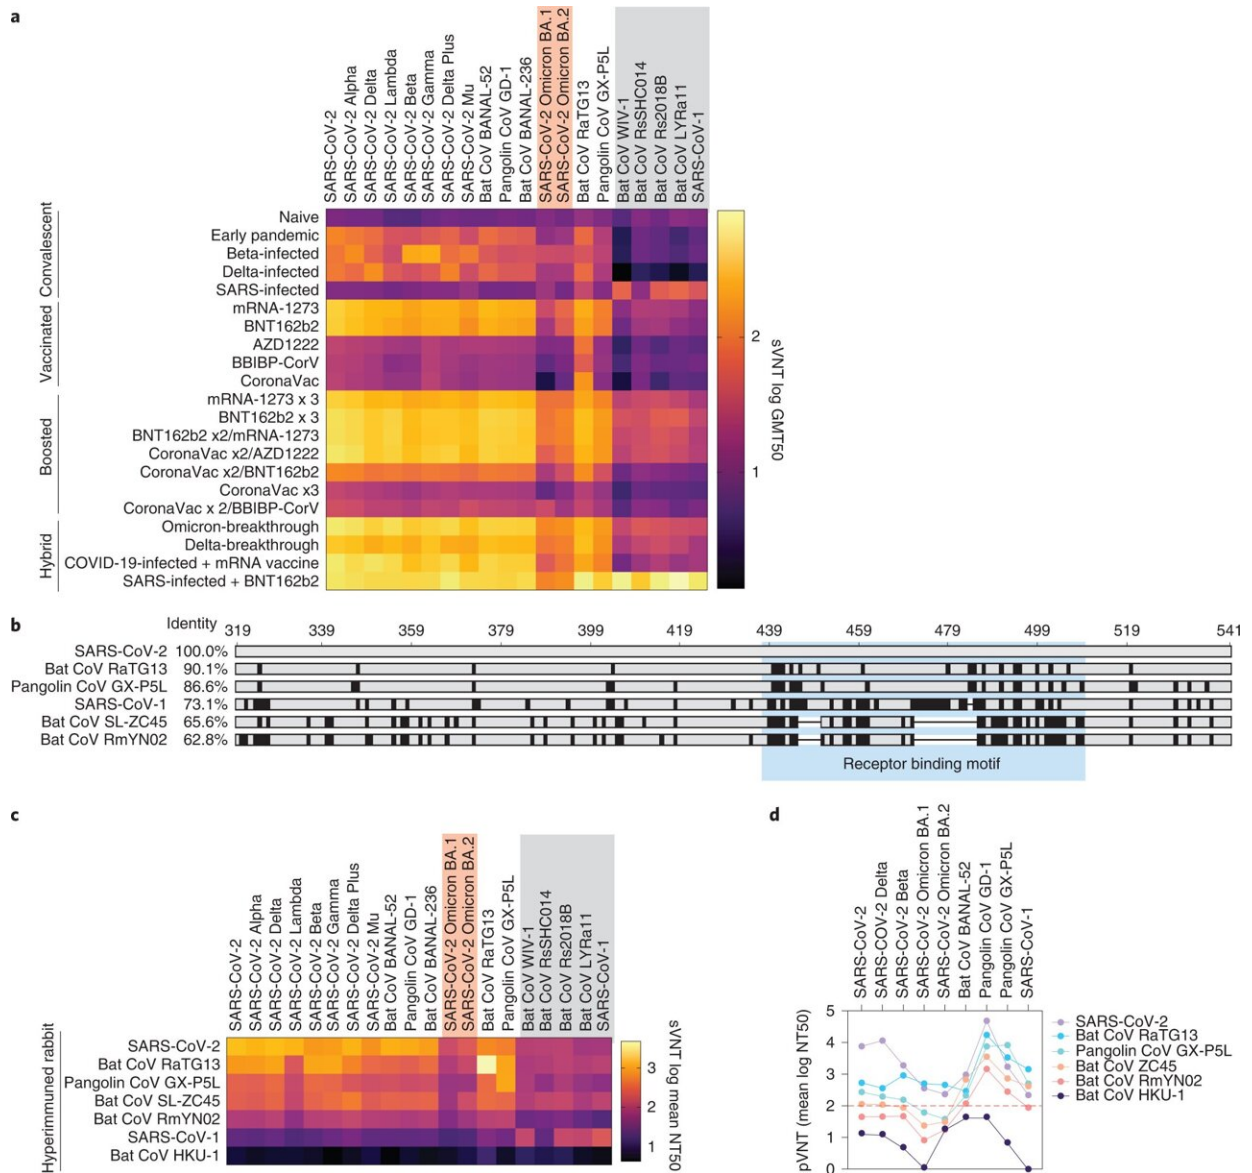 a
SARS-CoV-2
SARS-CoV-2 Alpha
SARS-CoV-2 Delta
SARS-CoV-2 Lambda
SARS-CoV-2 Beta
SARS-CoV-2 Gamma
SARS-CoV-2 Delta Plus
SARS-CoV-2 Mu
Bat CoV BANAL-52
Pangolin CoV GD-1
Bat CoV BANAL-236
SARS-CoV-2 Omicron BA.1
SARS-CoV-2 Omicron BA.2
Bat CoV RaTG13
Pangolin CoV GX-P5L
Bat CoV WIV-1
Bat CoV RsSHC014
Bat CoV Rs2018B
Bat CoV LYRa11
SARS-CoV-1
Convalescent
Naive
Early pandemic
Beta-infected
Delta-infected
SARS-infected
Vaccinated
mRNA-1273
BNT162b2
AZD1222
BBIBP-CorV
CoronaVac
Boosted
mRNA-1273 x 3
BNT162b2 x 3
BNT162b2 x2/mRNA-1273
CoronaVac x2/AZD1222
CoronaVac x2/BNT162b2
CoronaVac x3
CoronaVac x 2/BBIBP-CorV
Hybrid
Omicron-breakthrough
Delta-breakthrough
COVID-19-infected + mRNA vaccine
SARS-infected + BNT162b2
2
1
sVNT log GMT50
b
Identity 319 339 359 379 399 419 439 459 479 499 519 541
SARS-CoV-2 100.0%
Bat CoV RaTG13 90.1%
Pangolin CoV GX-P5L 86.6%
SARS-CoV-1 73.1%
Bat CoV SL-ZC45 65.6%
Bat CoV RmYN02 62.8%
Receptor binding motif
c
SARS-CoV-2
SARS-CoV-2 Alpha
SARS-CoV-2 Delta
SARS-CoV-2 Lambda
SARS-CoV-2 Beta
SARS-CoV-2 Gamma
SARS-CoV-2 Delta Plus
SARS-CoV-2 Mu
Bat CoV BANAL-52
Pangolin CoV GD-1
Bat CoV BANAL-236
SARS-CoV-2 Omicron BA.1
SARS-CoV-2 Omicron BA.2
Bat CoV RaTG13
Pangolin CoV GX-P5L
Bat CoV WIV-1
Bat CoV RsSHC014
Bat CoV Rs2018B
Bat CoV LYRa11
SARS-CoV-1
Hyperimmuned rabbit
SARS-CoV-2
Bat CoV RaTG13
Pangolin CoV GX-P5L
Bat CoV SL-ZC45
Bat CoV RmYN02
SARS-CoV-1
Bat CoV HKU-1
3
2
1
sVNT log mean NT50
d
SARS-CoV-2
SARS-COV-2 Delta
SARS-CoV-2 Beta
SARS-CoV-2 Omicron BA.1
SARS-CoV-2 Omicron BA.2
Bat CoV BANAL-52
Pangolin CoV GD-1
Pangolin CoV GX-P5L
SARS-CoV-1
pVNT (mean log NT50)
5
4
3
2
1
0
SARS-CoV-2
Bat CoV RaTG13
Pangolin CoV GX-P5L
Bat CoV ZC45
Bat CoV RmYN02
Bat CoV HKU-1